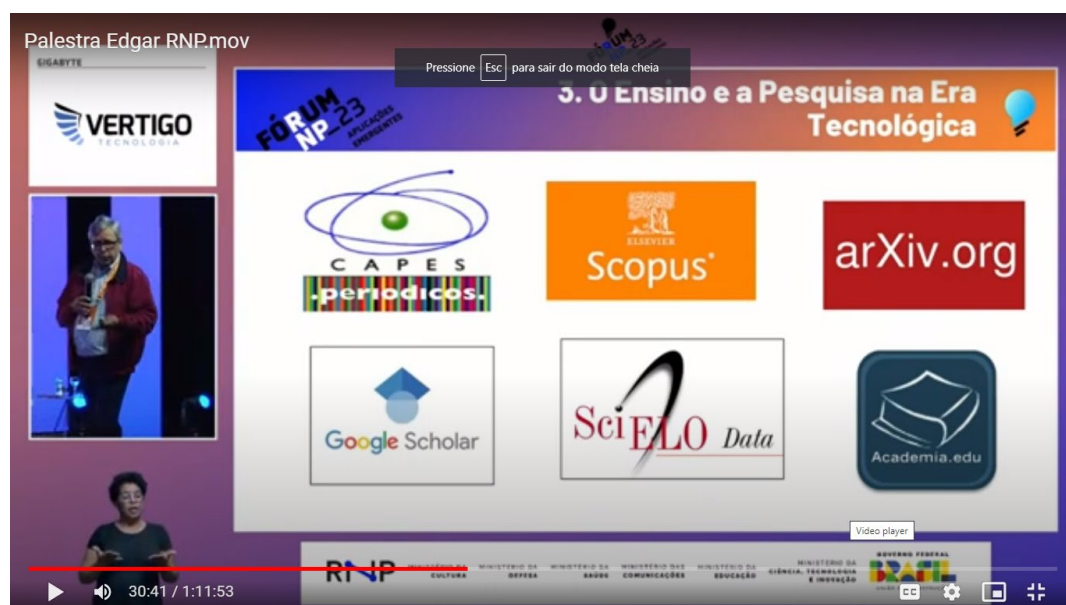 Palestra Edgar RNP.mov
Pressione Esc para sair do modo tela cheia
GIGABYTE
VERTIGO
TECNOLOGIA
FÓRUM
RNP_23
APLICAÇÕES
EMERGENTES
3. O Ensino e a Pesquisa na Era
Tecnológica
CAPES
.periodicos.
ELSEVIER
Scopus
arXiv.org
Google Scholar
SciELO Data
Academia.edu
Video player
RNP
MINISTÉRIO DA
CULTURA
MINISTÉRIO DA
DEFESA
MINISTÉRIO DA
SAÚDE
MINISTÉRIO DAS
COMUNICAÇÕES
MINISTÉRIO DA
EDUCAÇÃO
MINISTÉRIO DA
CIÊNCIA, TECNOLOGIA
E INOVAÇÃO
GOVERNO FEDERAL
BRASIL
30:41 / 1:11:53
CC